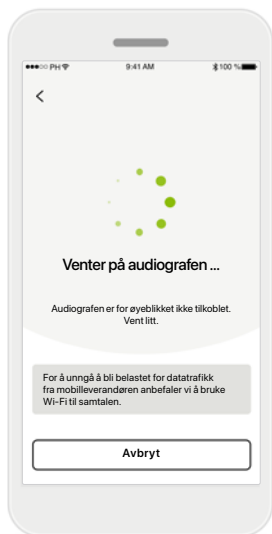 ●●●○○ PH 9:41 AM 100 %
Venter på audiografen ...
Audiografen er for øyeblikket ikke tilkoblet.
Vent litt.
For å unngå å bli belastet for datatrafikk
fra mobilleverandøren anbefaler vi å bruke
Wi-Fi til samtalen.
Avbryt